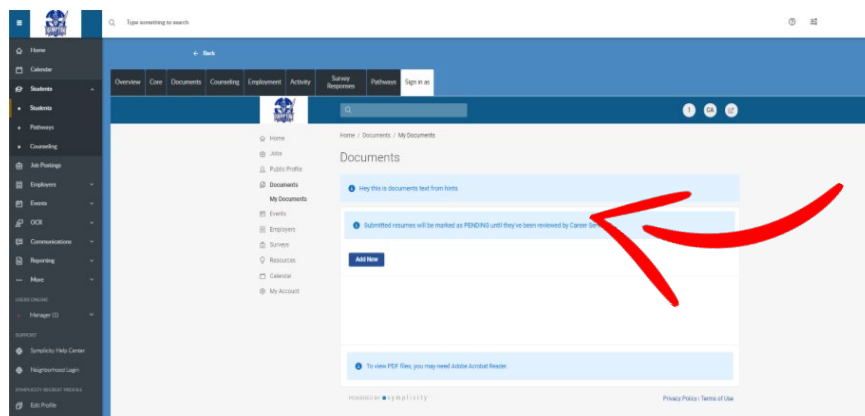 Type something to search
Home
Calendar
Students
Students
Pathways
Counseling
Job Postings
Employers
Events
OCR
Communications
Reporting
More
USERS ONLINE
Manager (1)
SUPPORT
Symplicity Help Center
Neighborhood Login
SYMPLICITY RECRUIT PROFILE
Edit Profile
← Back
Overview Core Documents Counseling Employment Activity Survey Responses Pathways Sign in as
1 GA
Home
Jobs
Public Profile
Documents
My Documents
Events
Employers
Surveys
Resources
Calendar
My Account
Home / Documents / My Documents
Documents
Hey this is documents text from hints
Submitted resumes will be marked as PENDING until they've been reviewed by Career
Add New
To view PDF files, you may need Adobe Acrobat Reader.
POWERED BY symplicity
Privacy Policy | Terms of Use